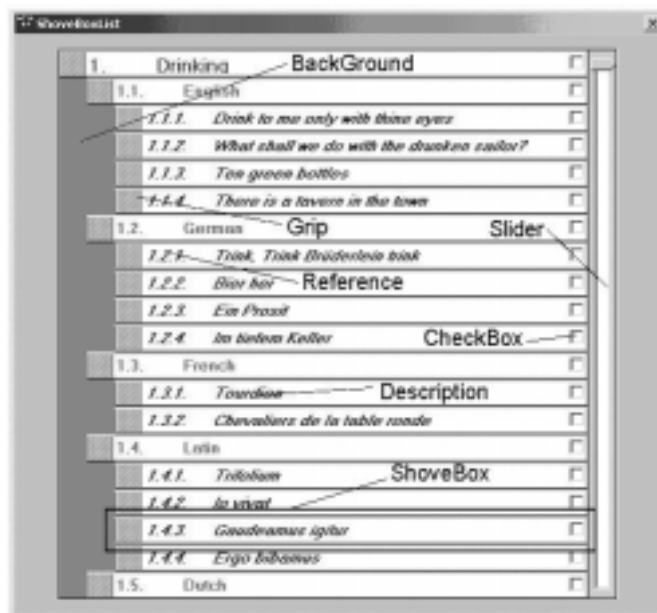 ShoveBoxList
1. Drinking BackGround
1.1. English
1.1.1. Drink to me only with thine eyes
1.1.2. What shall we do with the drunken sailor?
1.1.3. Ten green bottles
1.1.4. There is a tavern in the town
Grip
1.2. German Slider
1.2.1. Trink, Trink Brüderlein trink
1.2.2. Bier her Reference
1.2.3. Ein Prosit
1.2.4. Im tiefem Keller CheckBox
1.3. French
1.3.1. Description
1.3.2. Chevaliers de la table ronde
1.4. Latin
1.4.1. Trifolium ShoveBox
1.4.2. Io vivat
1.4.3. Gaudeamus igitur
1.4.4. Ergo bibamus
1.5. Dutch